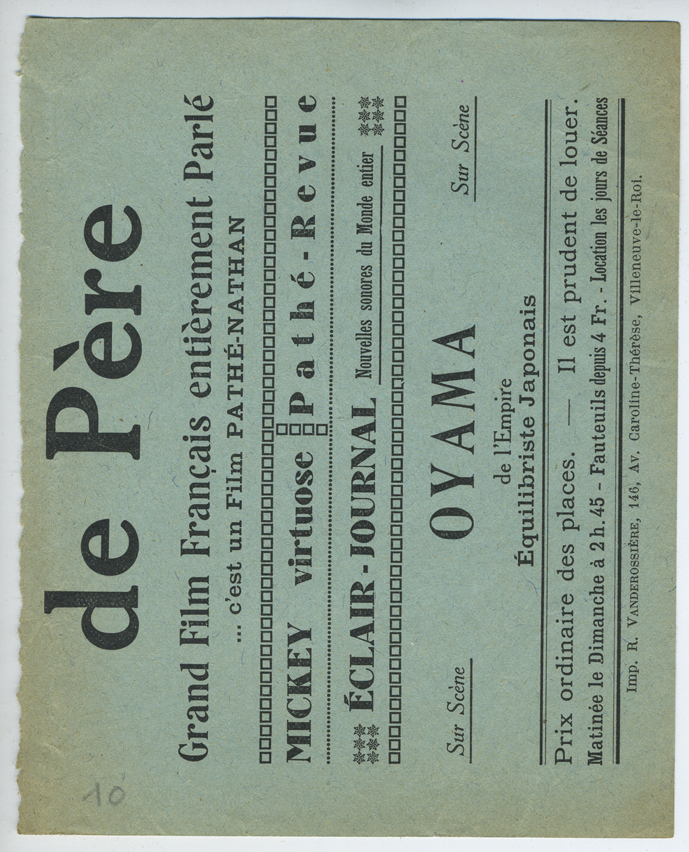 de Père
Grand Film Français entièrement Parlé
... c'est un Film PATHÉ-NATHAN
MICKEY virtuose Pathé-Revue
ÉCLAIR-JOURNAL Nouvelles sonores du Monde entier
Sur Scène OYAMA Sur Scène
de l'Empire
Équilibriste Japonais
Prix ordinaire des places. — Il est prudent de louer.
Matinée le Dimanche à 2 h. 45 - Fauteuils depuis 4 Fr. - Location les jours de Séances
Imp. R. VANDEROSSIÈRE, 146, Av. Caroline-Thérèse, Villeneuve-le-Roi.
10